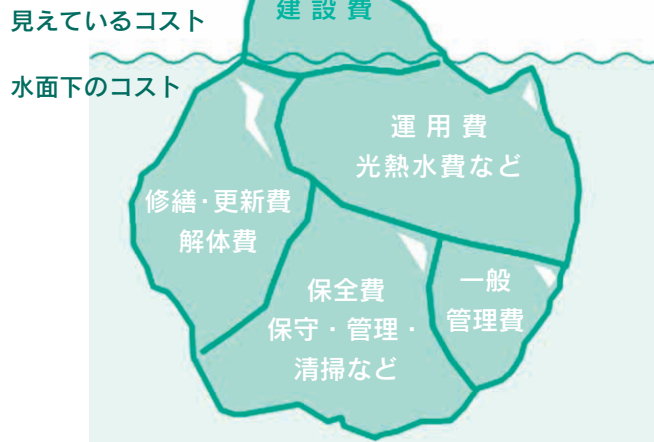 見えているコスト
建設費
水面下のコスト
運用費
光熱水費など
修繕・更新費
解体費
保全費
保守・管理・
清掃など
一般
管理費